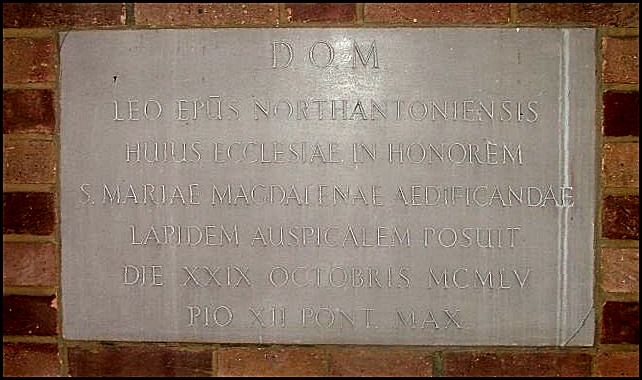 D O M
LEO EPŪS NORTHANTONIENSIS
HUIUS ECCLESIAE IN HONOREM
S. MARIAE MAGDALENAE AEDIFICANDAE
LAPIDEM AUSPICALEM POSUIT
DIE XXIX OCTOBRIS MCMLV
PIO XII PONT. MAX.